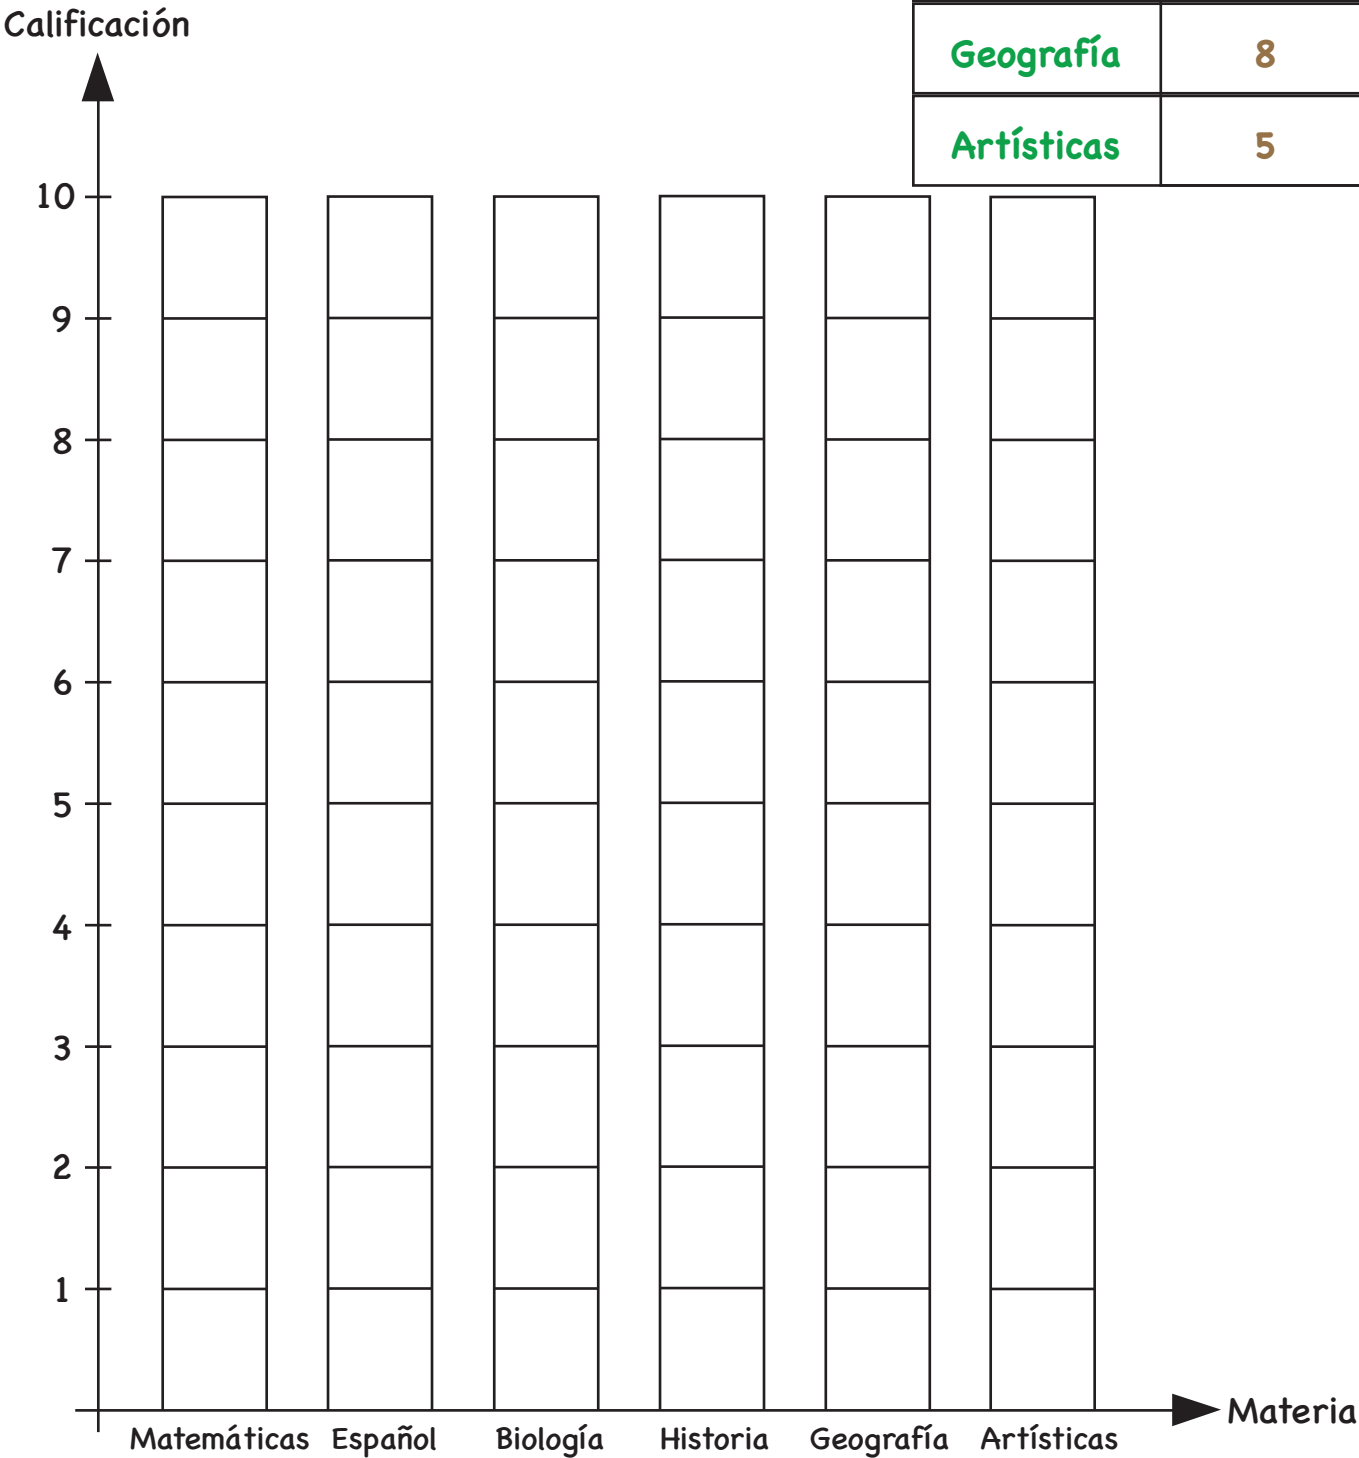 Calificación
Geografía 8
Artísticas 5
10
9
8
7
6
5
4
3
2
1
Materia
Matemáticas Español Biología Historia Geografía Artísticas